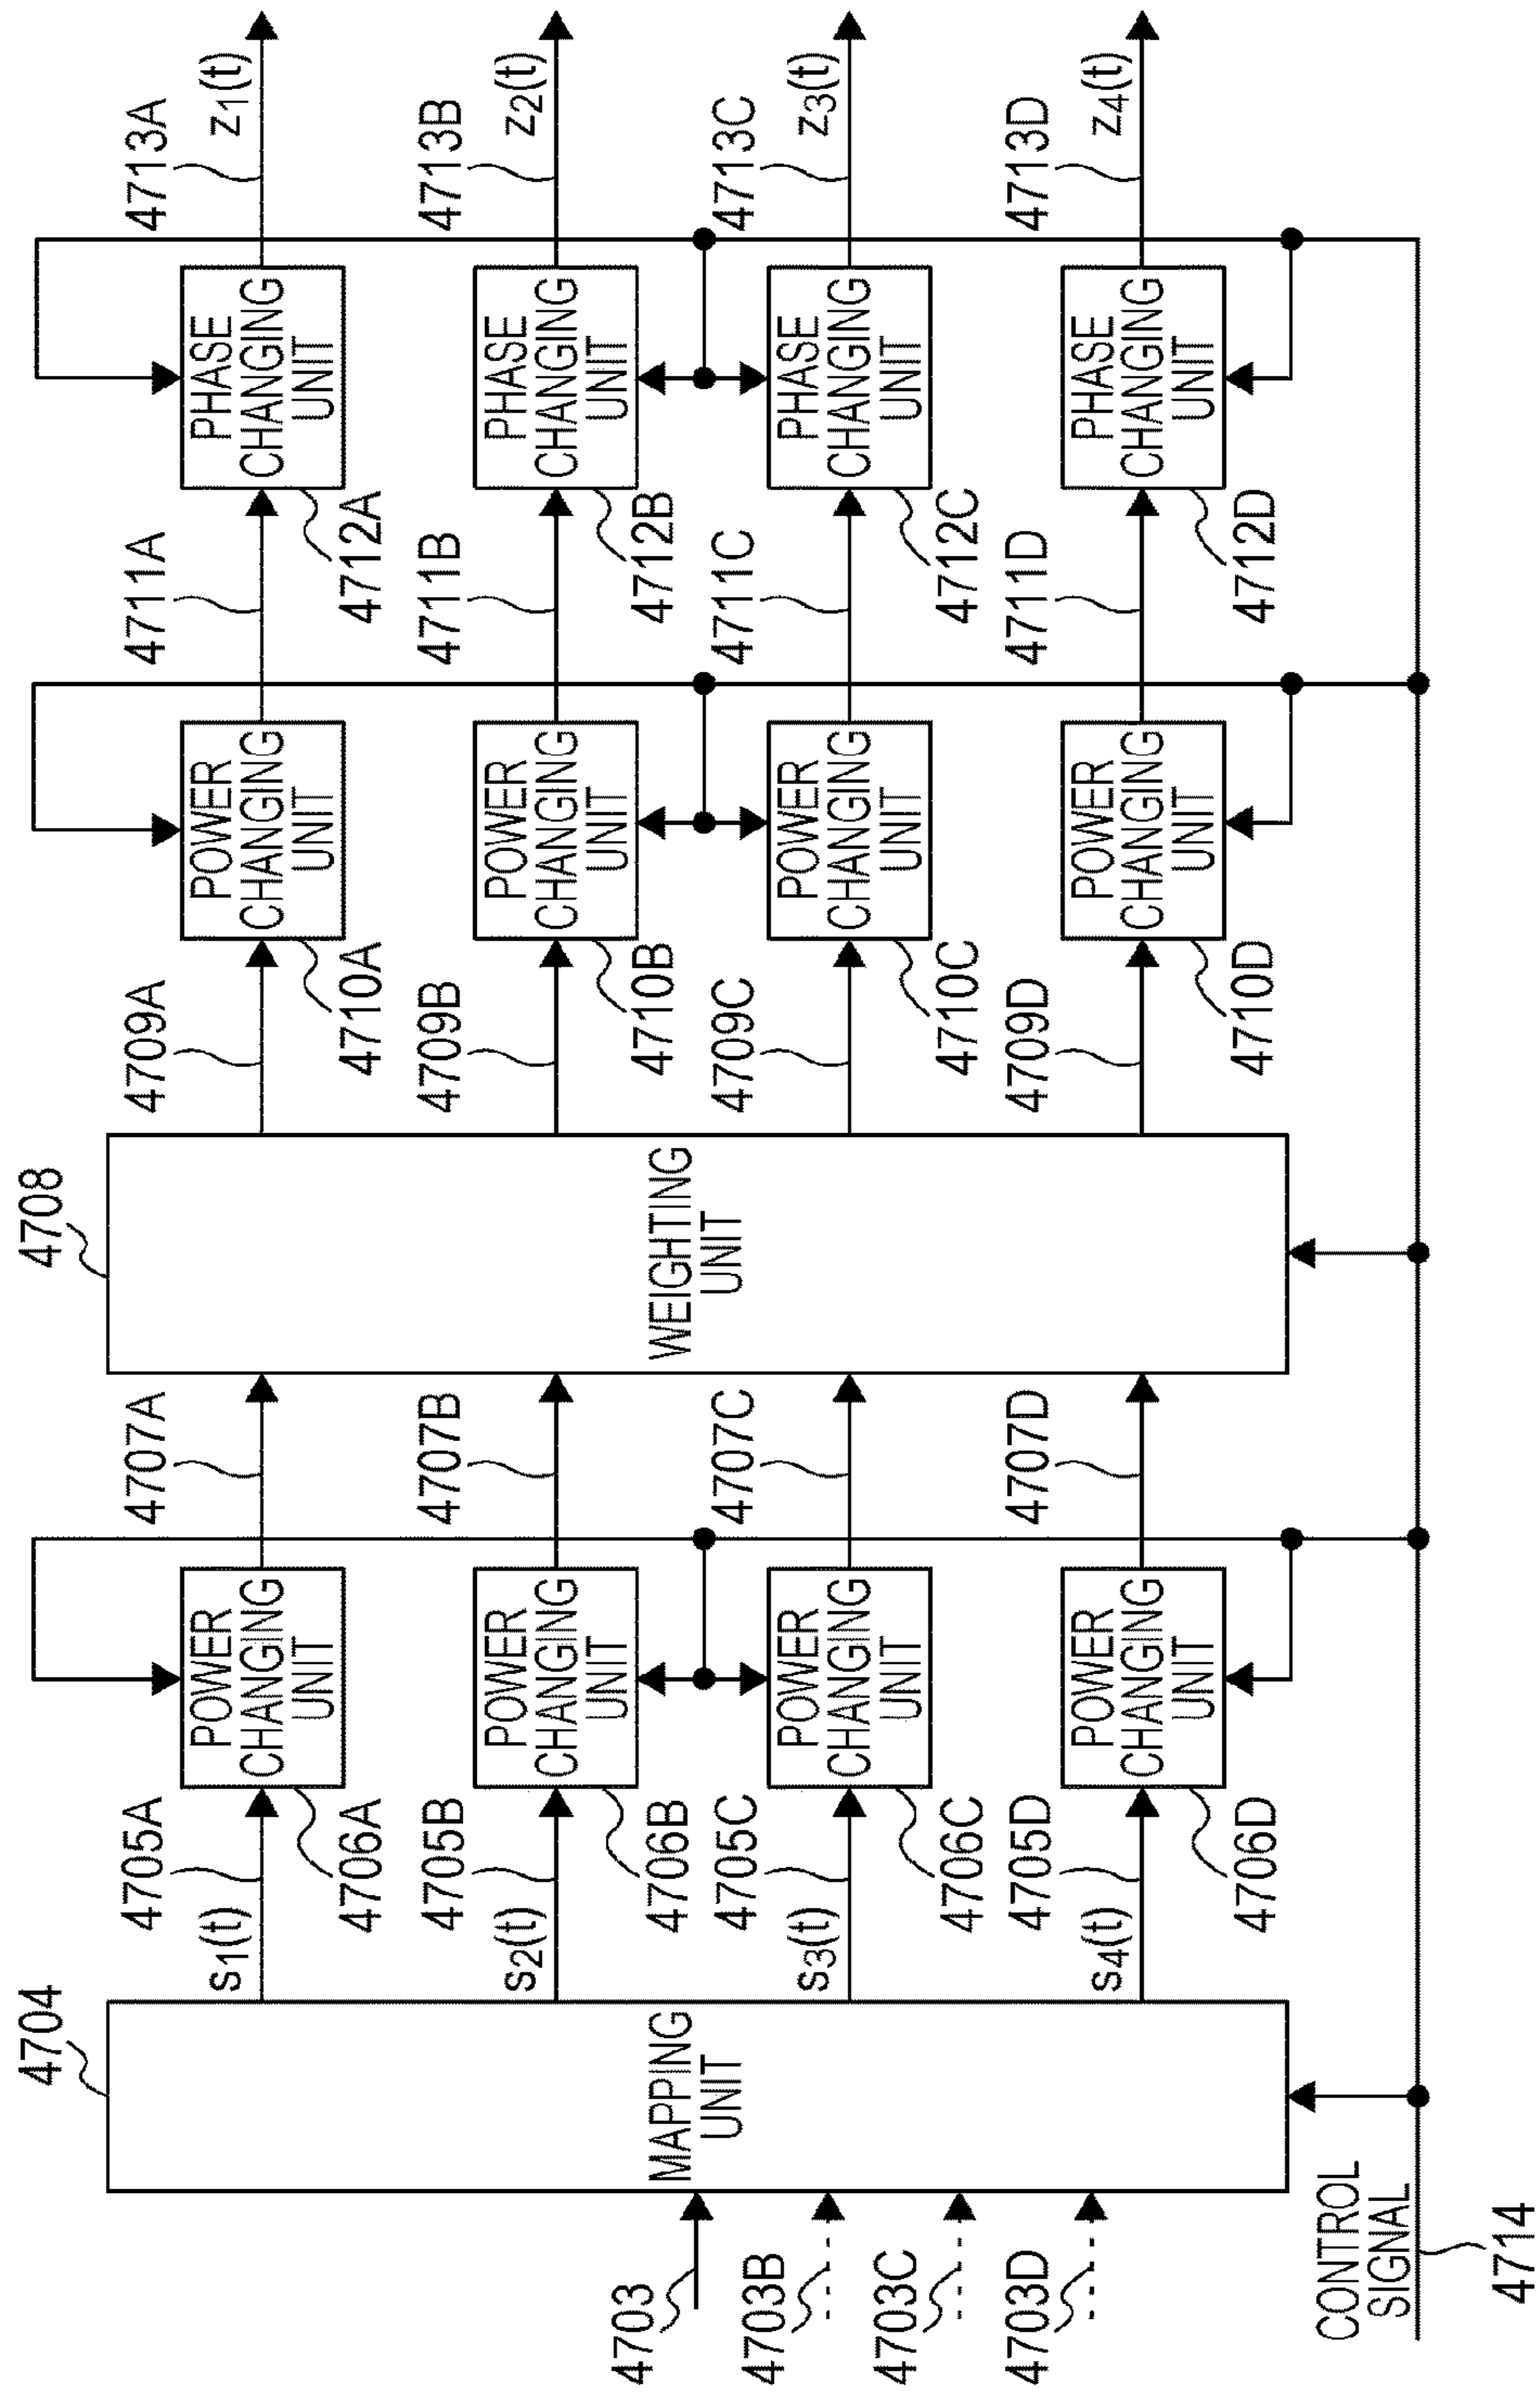 4703
4703B
4703C
4703D
CONTROL
SIGNAL
4714
4704
MAPPING
UNIT
s1(t)
4705A
s2(t)
4705B
s3(t)
4705C
s4(t)
4705D
POWER
CHANGING
UNIT
4706A
POWER
CHANGING
UNIT
4706B
POWER
CHANGING
UNIT
4706C
POWER
CHANGING
UNIT
4706D
4707A
4707B
4707C
4707D
4708
WEIGHTING
UNIT
4709A
4709B
4709C
4709D
POWER
CHANGING
UNIT
4710A
POWER
CHANGING
UNIT
4710B
POWER
CHANGING
UNIT
4710C
POWER
CHANGING
UNIT
4710D
4711A
4711B
4711C
4711D
PHASE
CHANGING
UNIT
4712A
PHASE
CHANGING
UNIT
4712B
PHASE
CHANGING
UNIT
4712C
PHASE
CHANGING
UNIT
4712D
4713A
z1(t)
4713B
z2(t)
4713C
z3(t)
4713D
z4(t)